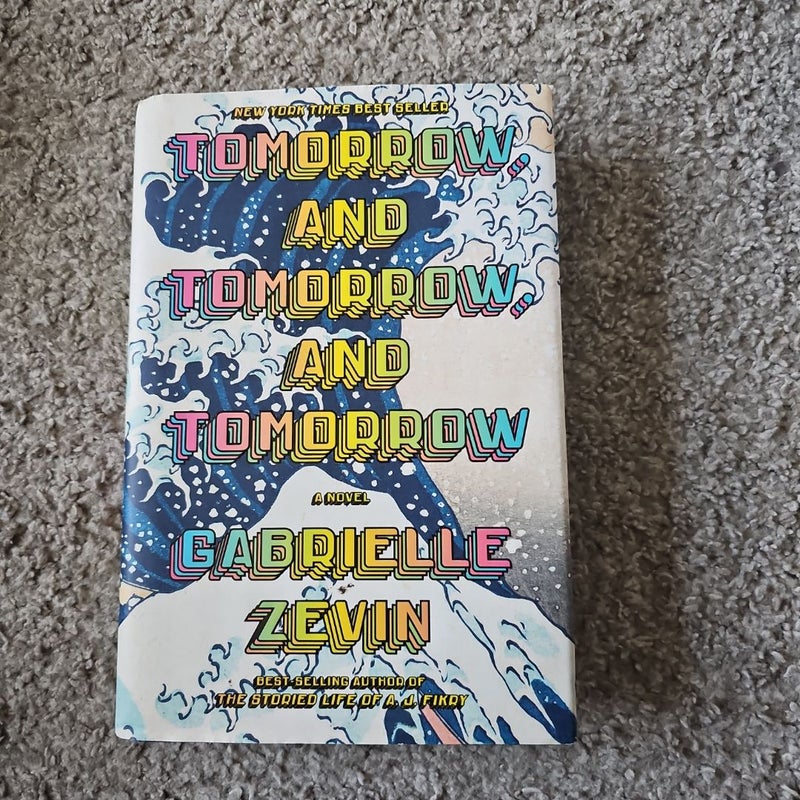 NEW YORK TIMES BEST SELLER
TOMORROW,
AND
TOMORROW,
AND
TOMORROW
A NOVEL
GABRIELLE
ZEVIN
BEST-SELLING AUTHOR OF
THE STORIED LIFE OF A. J. FIKRY